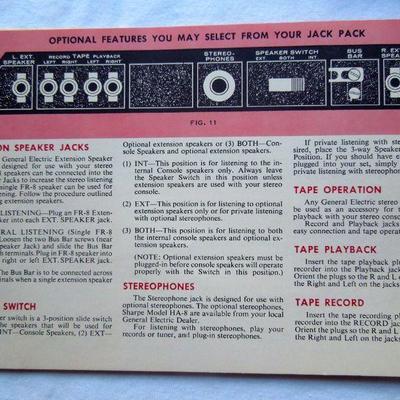 OPTIONAL FEATURES YOU MAY SELECT FROM YOUR JACK PACK
L. EXT. SPEAKER
RECORD TAPE PLAYBACK
LEFT RIGHT LEFT RIGHT
STEREO-PHONES
SPEAKER SWITCH
EXT BOTH INT
BUS BAR
R. EXT. SPEAKER
FIG. 11
ON SPEAKER JACKS
General Electric Extension Speaker
designed for use with your stereo
can be connected into the
er Jacks to increase the stereo listening
single FR-8 speaker can be used for
listening. Follow the procedure outlined
extension speakers.
LISTENING—Plug an FR-8 Exten-
into each EXT. SPEAKER jack.
RAL LISTENING (Single FR-8
Loosen the two Bus Bar screws (near
Jack) and slide the Bus Bar
terminals. Plug in FR-8 speaker into
right or left EXT. SPEAKER Jack.
The Bus Bar is to be connected across
when a single extension speaker
SWITCH
er switch is a 3-position slide switch
the speakers that will be used for
INT—Console Speakers, (2) EXT—
Optional extension speakers or (3) BOTH—Con-
sole Speakers and optional extension speakers.
(1) INT—This position is for listening to the in-
ternal Console speakers only. Always leave
the Speaker Switch in this position unless
extension speakers are used with your stereo
console.
(2) EXT—This position is for listening to optional
extension speakers only or for private listening
with optional stereophones.
(3) BOTH—This position is for listening to both
the internal console speakers and optional ex-
tension speakers.
(NOTE: Optional extension speakers must be
plugged-in before console speakers will operate
properly with the Switch in this position.)
STEREOPHONES
The Stereophone jack is designed for use with
optional stereophones. The optional stereophones,
Sharpe Model HA-8 are available from your local
General Electric Dealer.
For listening with stereophones, play your
records or tuner, and plug-in stereophones.
If private listening with ste
sired, place the 3-way Speaker
Position. If you should have e
plugged into your set, simply
private listening with stereophones
TAPE OPERATION
Any General Electric stereo
be used as an accessory for t
playback with your stereo conso
Record and Playback jacks
easy connection and operation
TAPE PLAYBACK
Insert the tape playback plu
recorder into the Playback jack
Orient the plugs so the R and L o
the Right and Left on the jacks.
TAPE RECORD
Insert the tape recording plu
recorder into the RECORD jack
Orient the plugs so the R and L
the Right and Left on the jacks